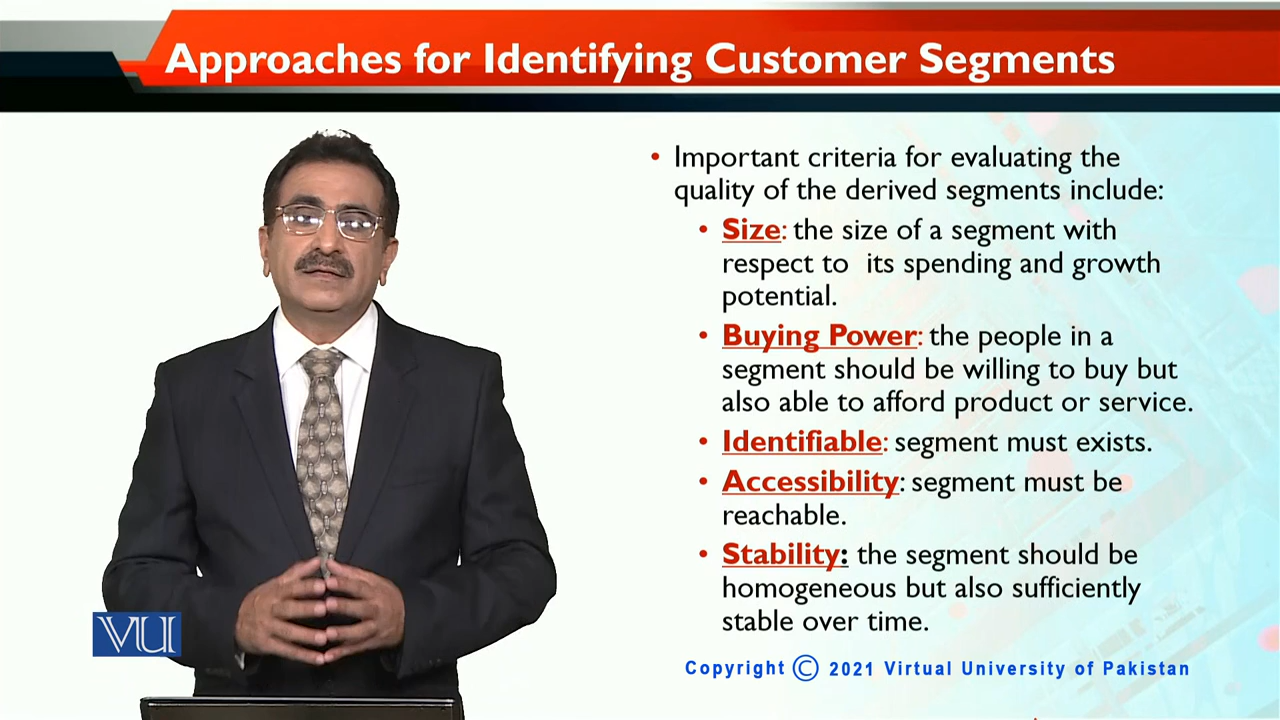 Approaches for Identifying Customer Segments
• Important criteria for evaluating the
quality of the derived segments include:
• Size: the size of a segment with
respect to its spending and growth
potential.
• Buying Power: the people in a
segment should be willing to buy but
also able to afford product or service.
• Identifiable: segment must exists.
• Accessibility: segment must be
reachable.
• Stability: the segment should be
homogeneous but also sufficiently
stable over time.
VU
Copyright © 2021 Virtual University of Pakistan